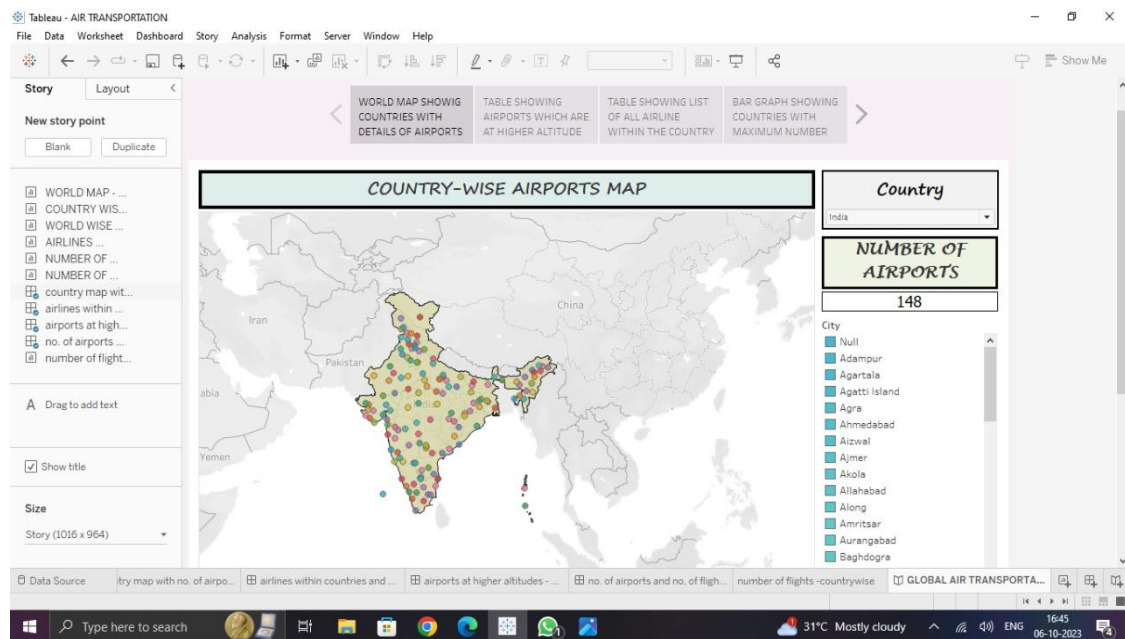 Tableau - AIR TRANSPORTATION
File Data Worksheet Dashboard Story Analysis Format Server Window Help
Show Me
Story Layout
New story point
Blank Duplicate
WORLD MAP - ...
COUNTRY WIS...
WORLD WISE ...
AIRLINES ...
NUMBER OF ...
NUMBER OF ...
country map wit...
airlines within ...
airports at high...
no. of airports ...
number of flight...
A Drag to add text
Show title
Size
Story (1016 x 964)
WORLD MAP SHOWIG
COUNTRIES WITH
DETAILS OF AIRPORTS
TABLE SHOWING
AIRPORTS WHICH ARE
AT HIGHER ALTITUDE
TABLE SHOWING LIST
OF ALL AIRLINE
WITHIN THE COUNTRY
BAR GRAPH SHOWING
COUNTRIES WITH
MAXIMUM NUMBER
COUNTRY-WISE AIRPORTS MAP
China
Iran
Pakistan
abia
Yemen
Country
India
NUMBER OF
AIRPORTS
148
City
Null
Adampur
Agartala
Agatti Island
Agra
Ahmedabad
Aizwal
Ajmer
Akola
Allahabad
Along
Amritsar
Aurangabad
Baghdogra
Data Source
try map with no. of airpo...
airlines within countries and ...
airports at higher altitudes - ...
no. of airports and no. of fligh...
number of flights -countrywise
GLOBAL AIR TRANSPORTA...
Type here to search
31°C Mostly cloudy
ENG
16:45
06-10-2023